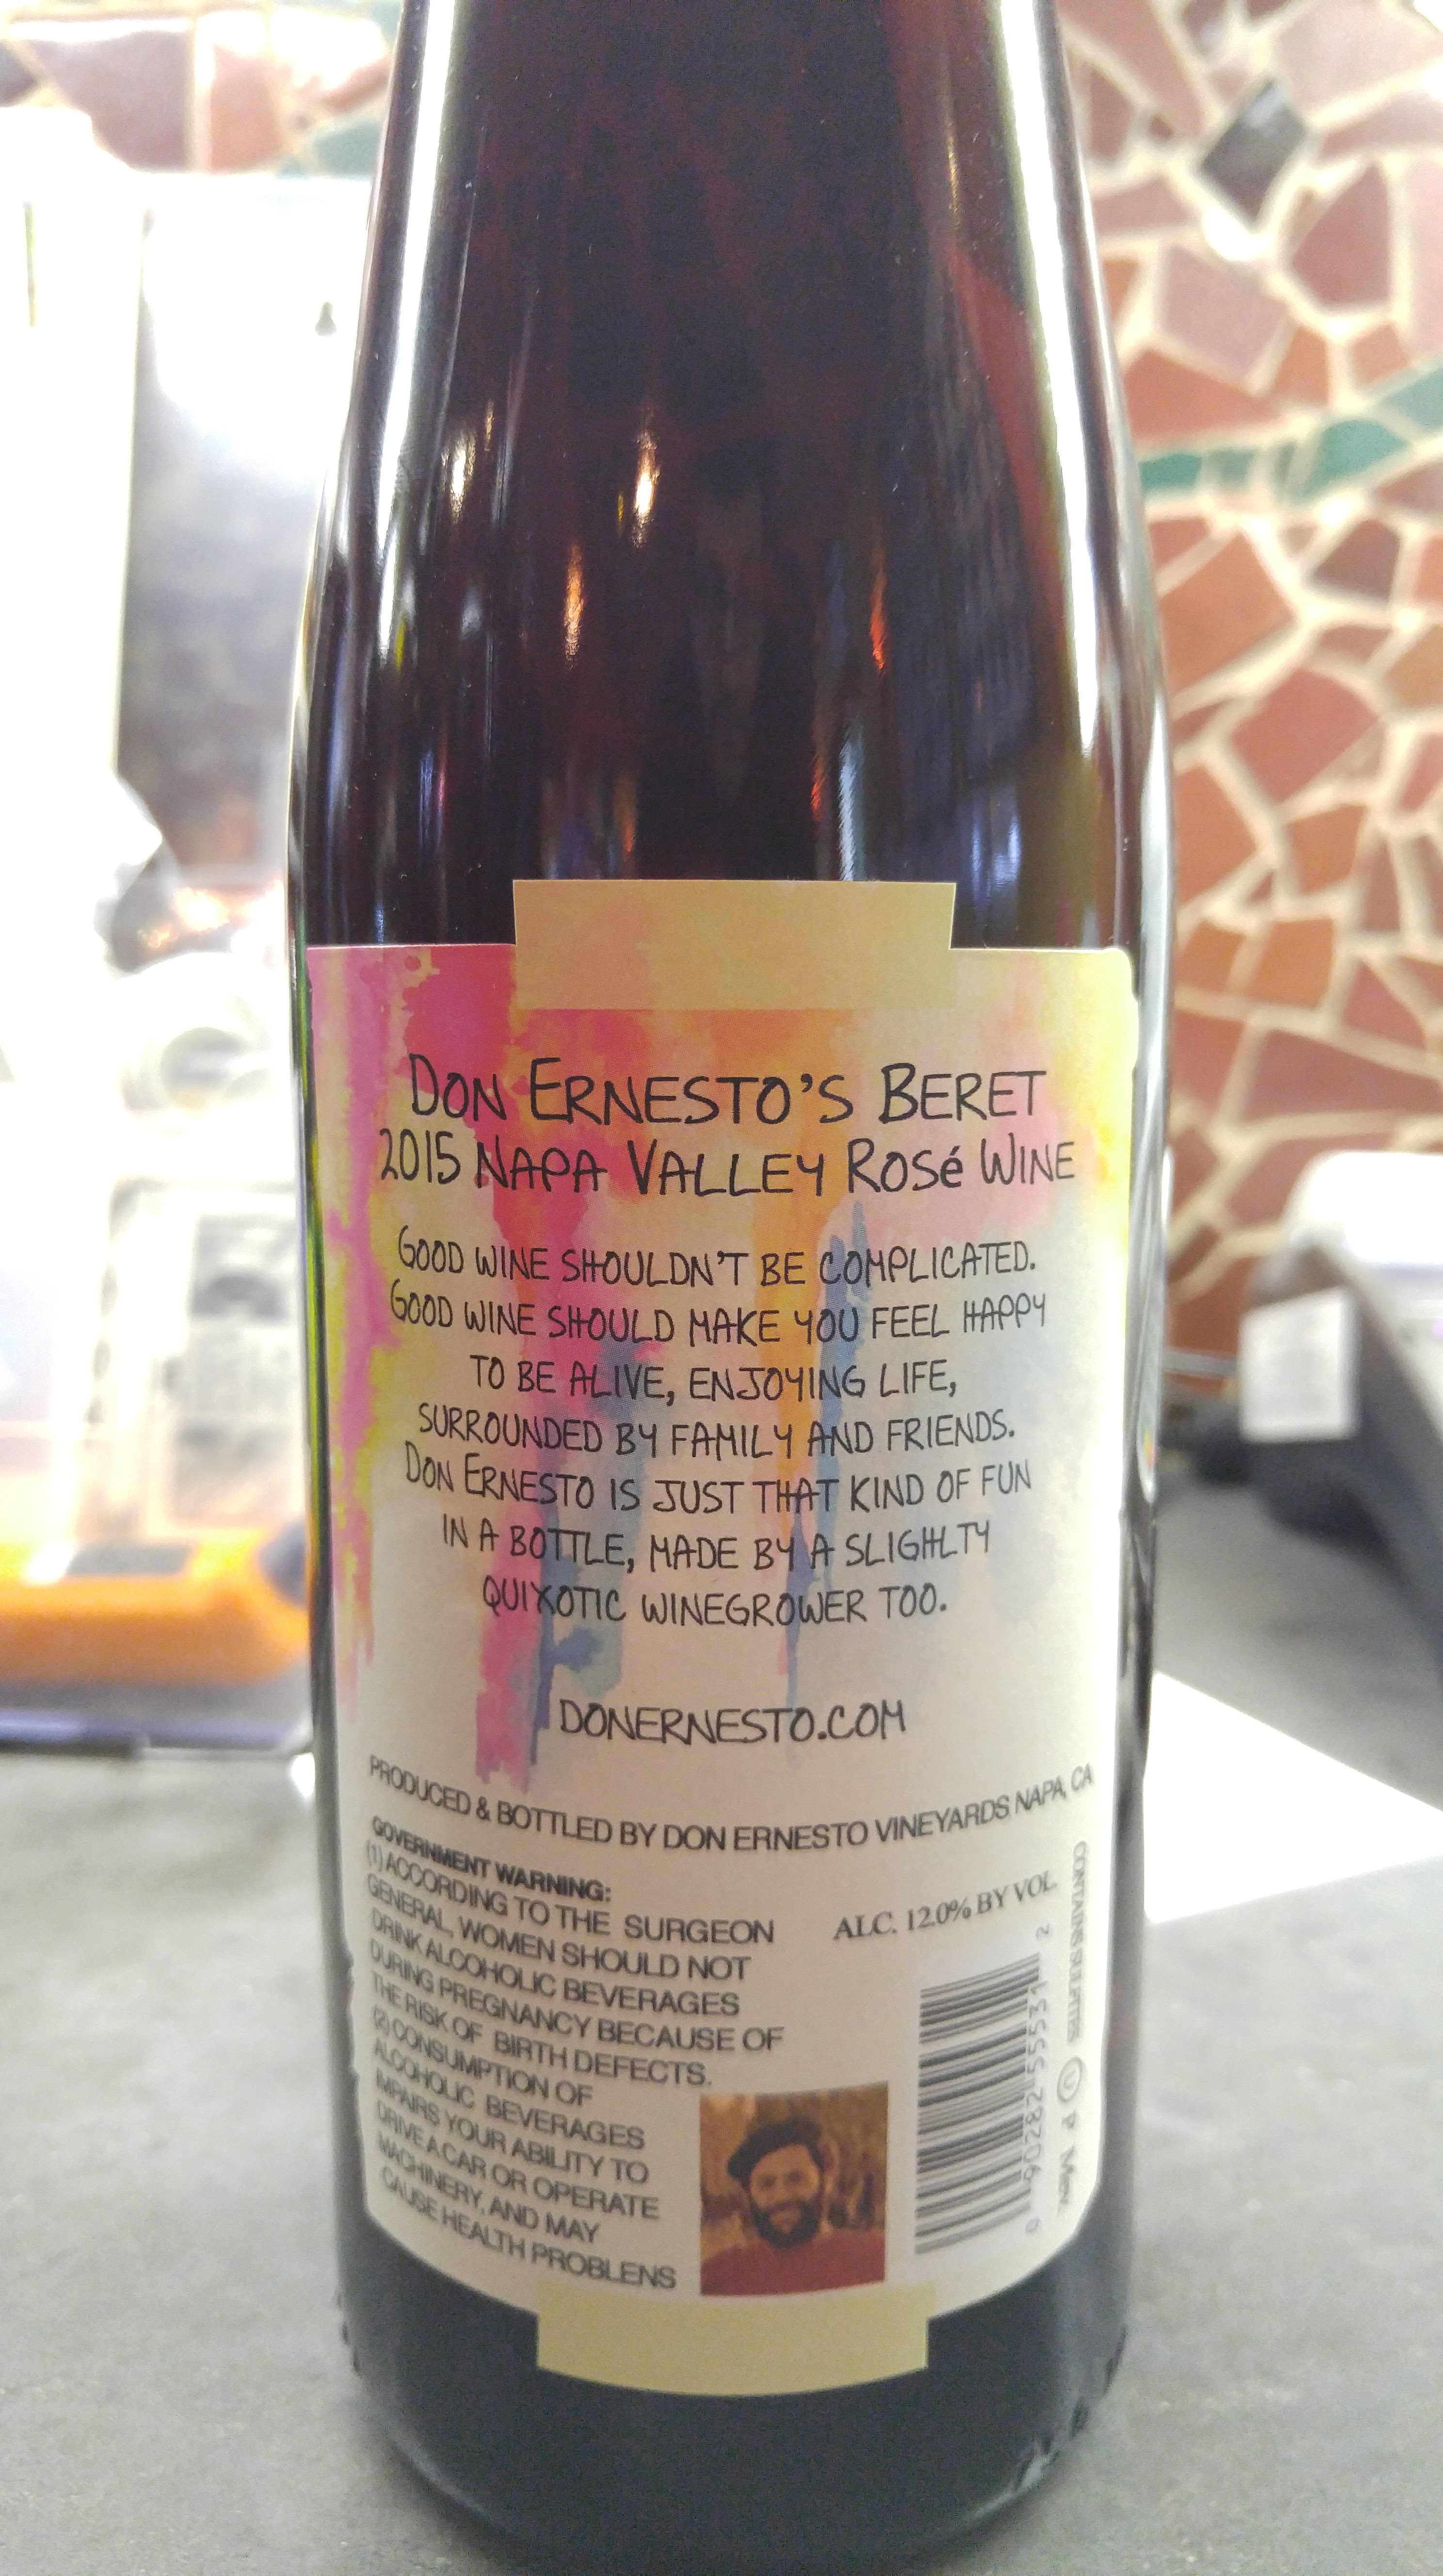 DON ERNESTO'S BERET
2015 NAPA VALLEY ROSé WINE
GOOD WINE SHOULDN'T BE COMPLICATED.
GOOD WINE SHOULD MAKE YOU FEEL HAPPY
TO BE ALIVE, ENJOYING LIFE,
SURROUNDED BY FAMILY AND FRIENDS.
DON ERNESTO IS JUST THAT KIND OF FUN
IN A BOTTLE, MADE BY A SLIGHLTY
QUIXOTIC WINEGROWER TOO.
DONERNESTO.COM
PRODUCED & BOTTLED BY DON ERNESTO VINEYARDS NAPA, CA
GOVERNMENT WARNING:
(1) ACCORDING TO THE SURGEON
GENERAL, WOMEN SHOULD NOT
DRINK ALCOHOLIC BEVERAGES
DURING PREGNANCY BECAUSE OF
THE RISK OF BIRTH DEFECTS.
(2) CONSUMPTION OF
ALCOHOLIC BEVERAGES
IMPAIRS YOUR ABILITY TO
DRIVE A CAR OR OPERATE
MACHINERY, AND MAY
CAUSE HEALTH PROBLENS
ALC. 12.0% BY VOL.
0 90282 55531 2
CONTAINS SULFITES Ⓤ P Mev.